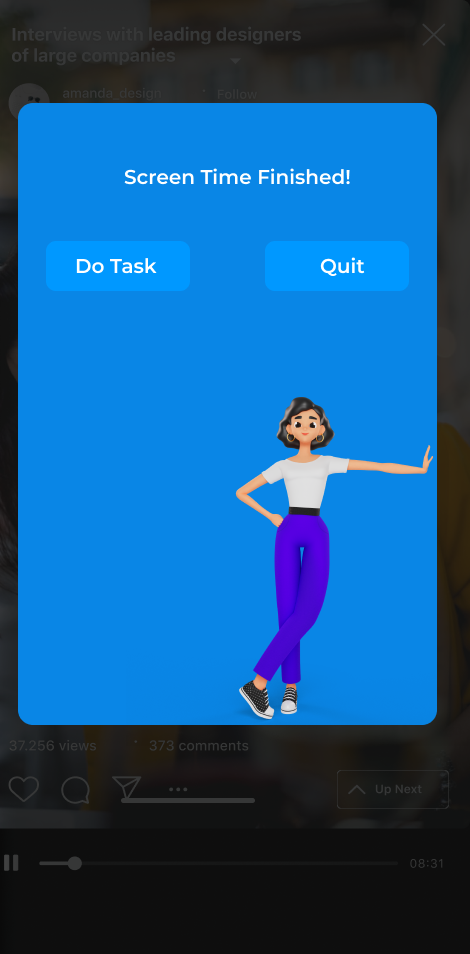 Interviews with leading designers
of large companies
amanda_design · Follow
Screen Time Finished!
Do Task
Quit
37.256 views · 373 comments
Up Next
08:31